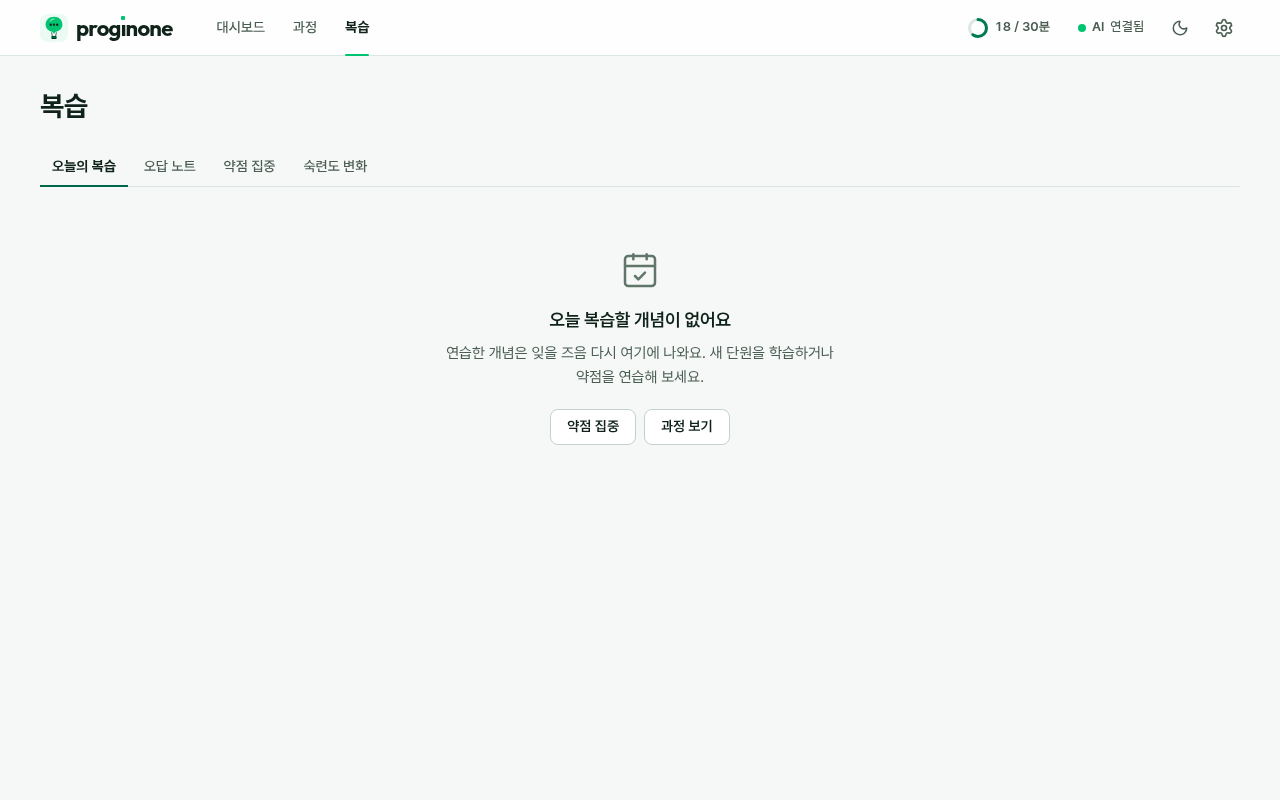 proginone
대시보드
과정
복습
18 / 30분
AI 연결됨
복습
오늘의 복습
오답 노트
약점 집중
숙련도 변화
오늘 복습할 개념이 없어요
연습한 개념은 잊을 즈음 다시 여기에 나와요. 새 단원을 학습하거나
약점을 연습해 보세요.
약점 집중
과정 보기